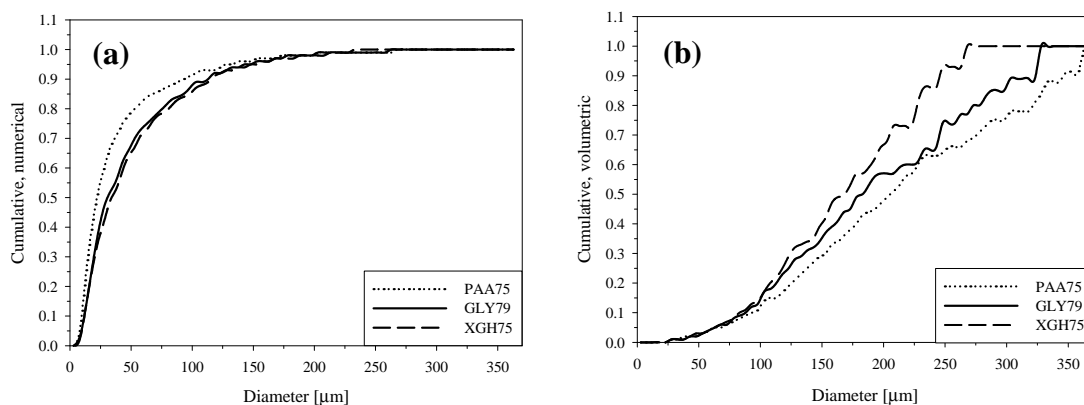 (a)
Cumulative, numerical
1.1
1.0
0.9
0.8
0.7
0.6
0.5
0.4
0.3
0.2
0.1
0.0
0 50 100 150 200 250 300 350
Diameter [μm]
PAA75
GLY79
XGH75
(b)
Cumulative, volumetric
1.1
1.0
0.9
0.8
0.7
0.6
0.5
0.4
0.3
0.2
0.1
0.0
0 50 100 150 200 250 300 350
Diameter [μm]
PAA75
GLY79
XGH75